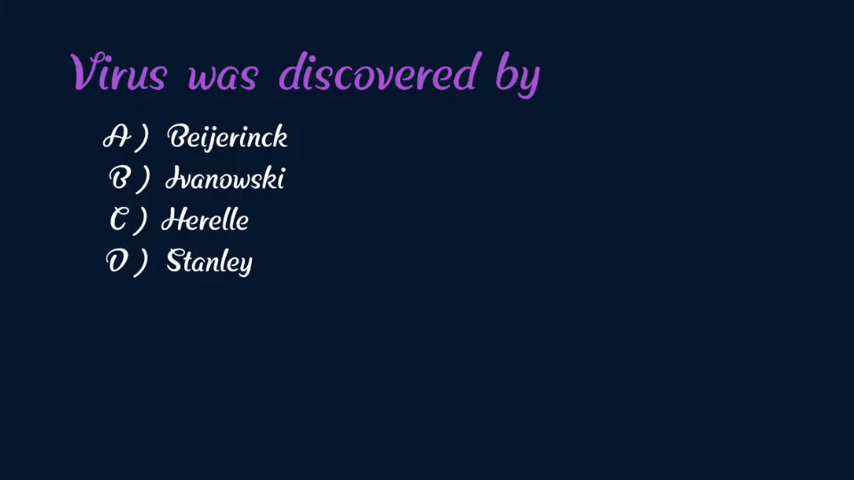 Virus was discovered by
A) Beijerinck
B) Ivanowski
C) Herelle
D) Stanley